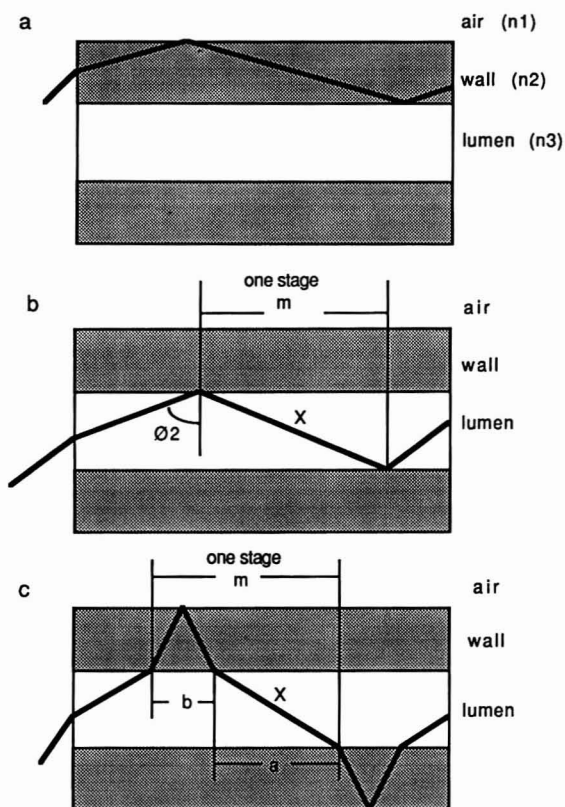 a
air (n1)
wall (n2)
lumen (n3)
b
one stage
m
air
wall
X
Ø2
lumen
c
one stage
m
air
wall
X
b
lumen
a